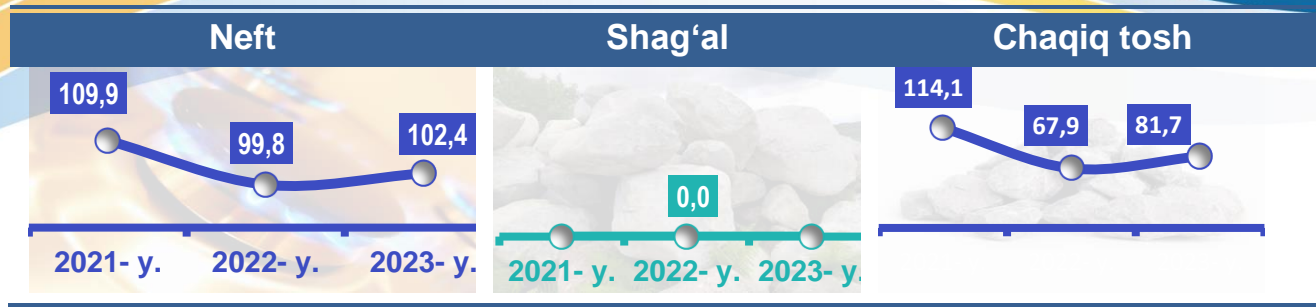 Neft Shag‘al Chaqiq tosh
109,9 99,8 102,4
0,0
114,1 67,9 81,7
2021- y. 2022- y. 2023- y.
2021- y. 2022- y. 2023- y.